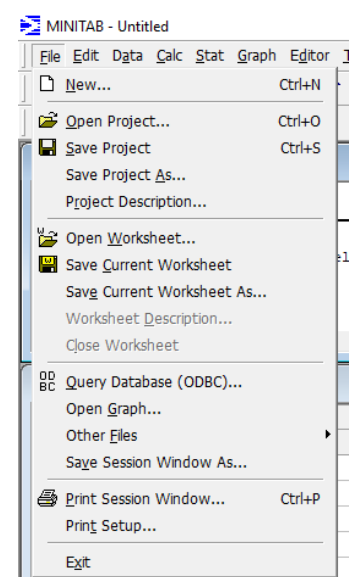 MINITAB - Untitled
File Edit Data Calc Stat Graph Editor
New... Ctrl+N
Open Project... Ctrl+O
Save Project Ctrl+S
Save Project As...
Project Description...
Open Worksheet...
Save Current Worksheet
Save Current Worksheet As...
Worksheet Description...
Close Worksheet
OD
BC Query Database (ODBC)...
Open Graph...
Other Files
Save Session Window As...
Print Session Window... Ctrl+P
Print Setup...
Exit